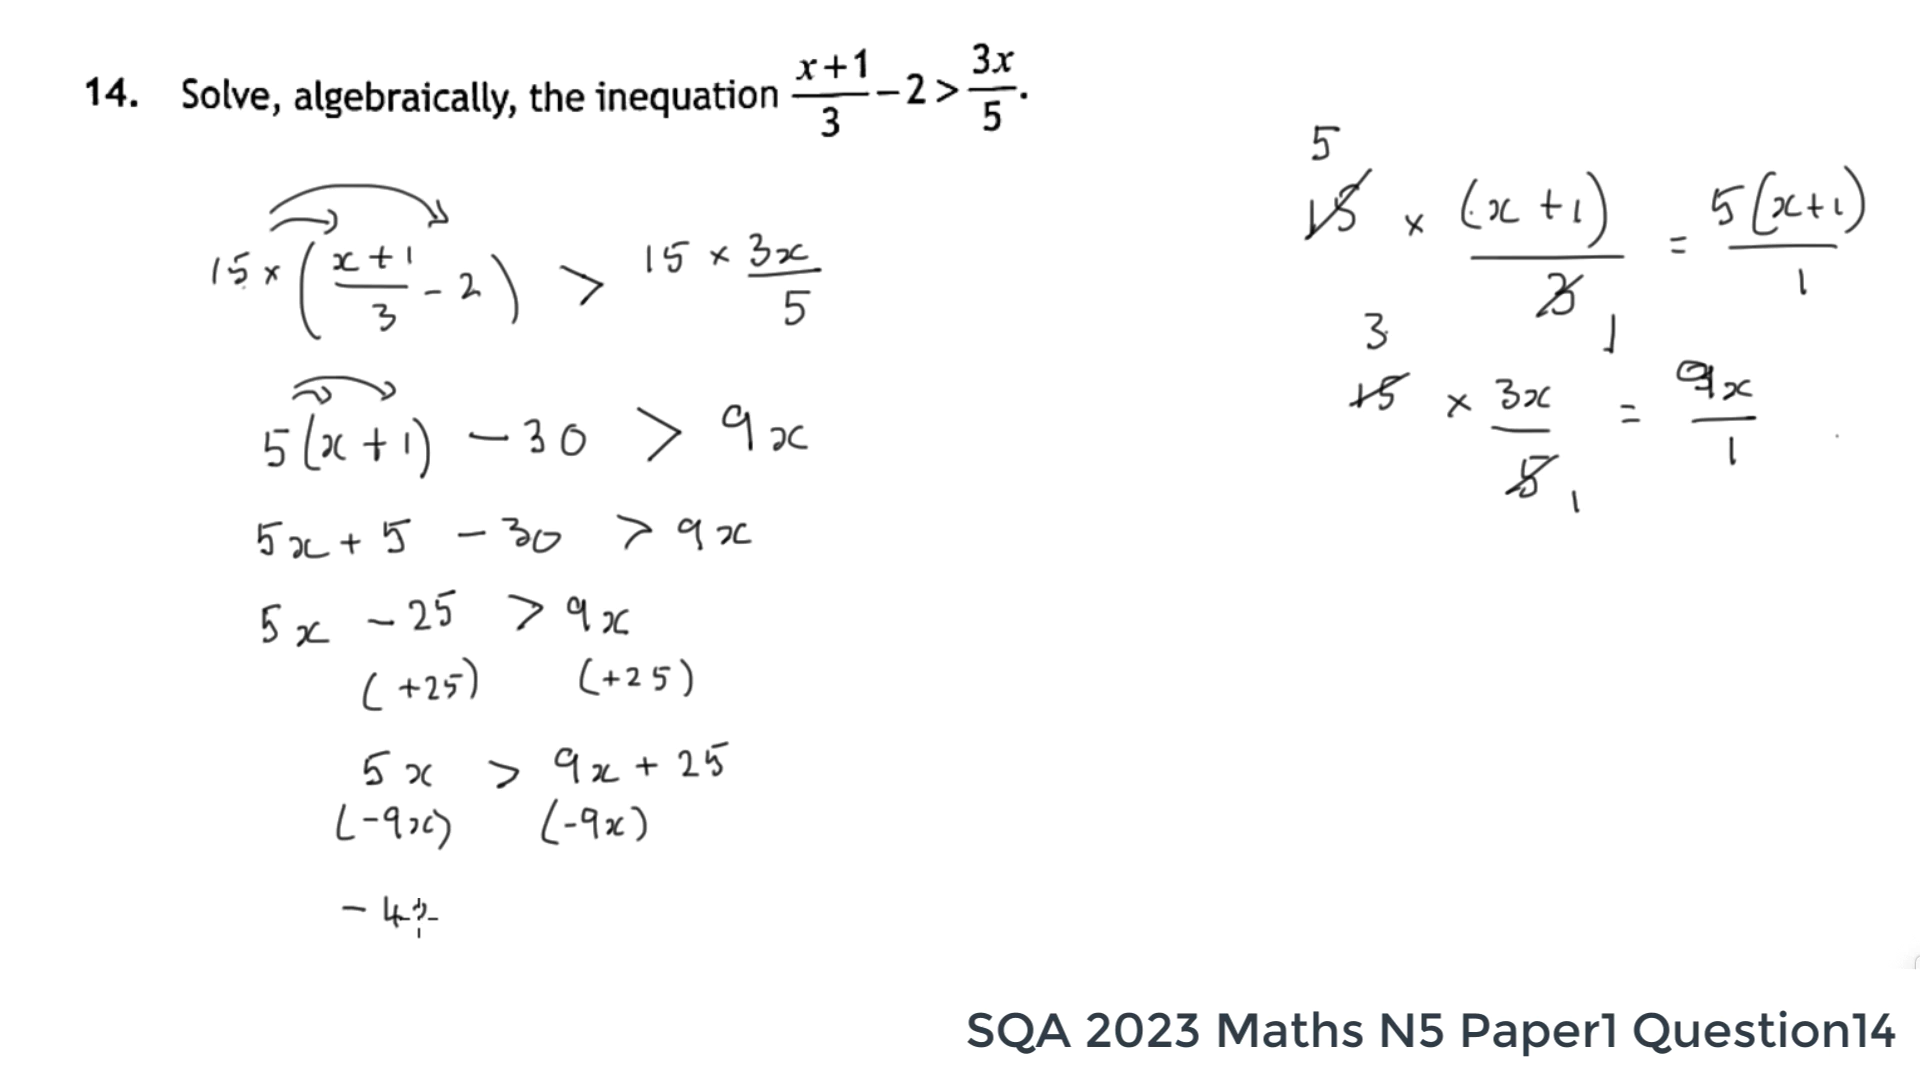 14. Solve, algebraically, the inequation (x+1)/3 − 2 > 3x/5.
15 × ((x+1)/3 − 2) > 15 × 3x/5
5(x+1) − 30 > 9x
5x + 5 − 30 > 9x
5x − 25 > 9x
(+25) (+25)
5x > 9x + 25
(−9x) (−9x)
− 4
5
15 × (x+1)/3 = 5(x+1)/1
1
3
15 × 3x/5 = 9x/1
1
SQA 2023 Maths N5 Paper1 Question14